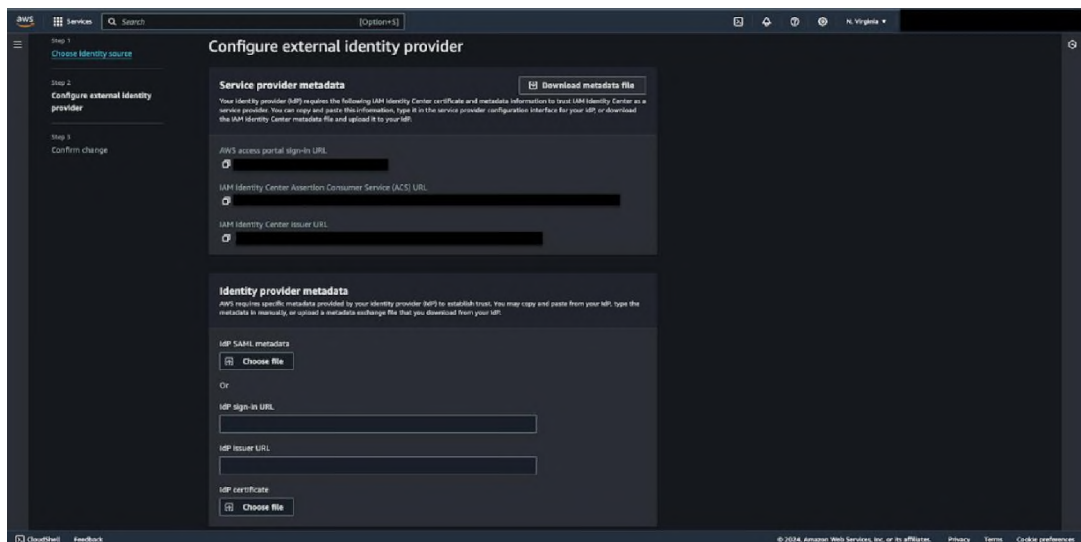 aws
Services
Search
[Option+S]
N. Virginia
Step 1
Choose identity source
Step 2
Configure external identity
provider
Step 3
Confirm change
Configure external identity provider
Service provider metadata
Download metadata file
Your identity provider (IdP) requires the following IAM Identity Center certificate and metadata information to trust IAM Identity Center as a
service provider. You can copy and paste this information, type it in the service provider configuration interface for your IdP, or download
the IAM Identity Center metadata file and upload it to your IdP.
AWS access portal sign-in URL
IAM Identity Center Assertion Consumer Service (ACS) URL
IAM Identity Center issuer URL
Identity provider metadata
AWS requires specific metadata provided by your identity provider (IdP) to establish trust. You may copy and paste from your IdP, type the
metadata in manually, or upload a metadata exchange file that you download from your IdP.
IdP SAML metadata
Choose file
Or
IdP sign-in URL
IdP issuer URL
IdP certificate
Choose file
CloudShell
Feedback
© 2024, Amazon Web Services, Inc. or its affiliates.
Privacy
Terms
Cookie preferences